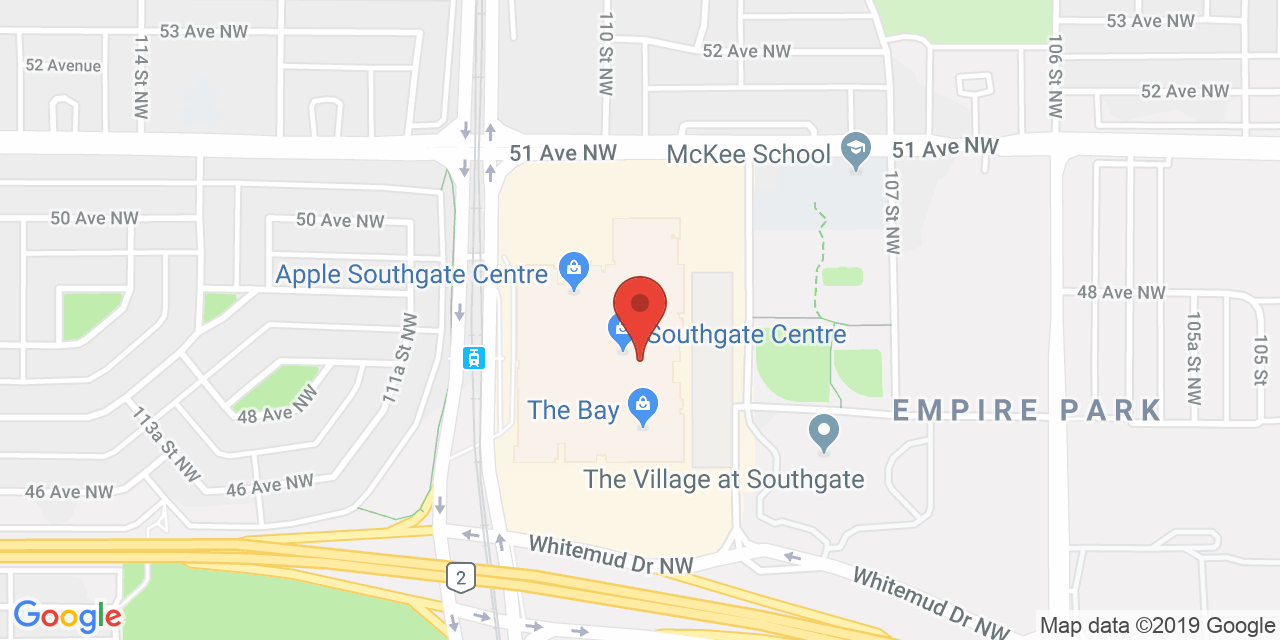 53 Ave NW
53 Ave NW
52 Avenue
114 St NW
110 St NW
52 Ave NW
106 St NW
52 Ave NW
51 Ave NW
McKee School
51 Ave NW
107 St NW
50 Ave NW
50 Ave NW
Apple Southgate Centre
48 Ave NW
Southgate Centre
111a St NW
105a St NW
105 St
48 Ave NW
The Bay
EMPIRE PARK
113a St NW
46 Ave NW
46 Ave NW
The Village at Southgate
Whitemud Dr NW
2
Whitemud Dr NW
Google
Map data ©2019 Google